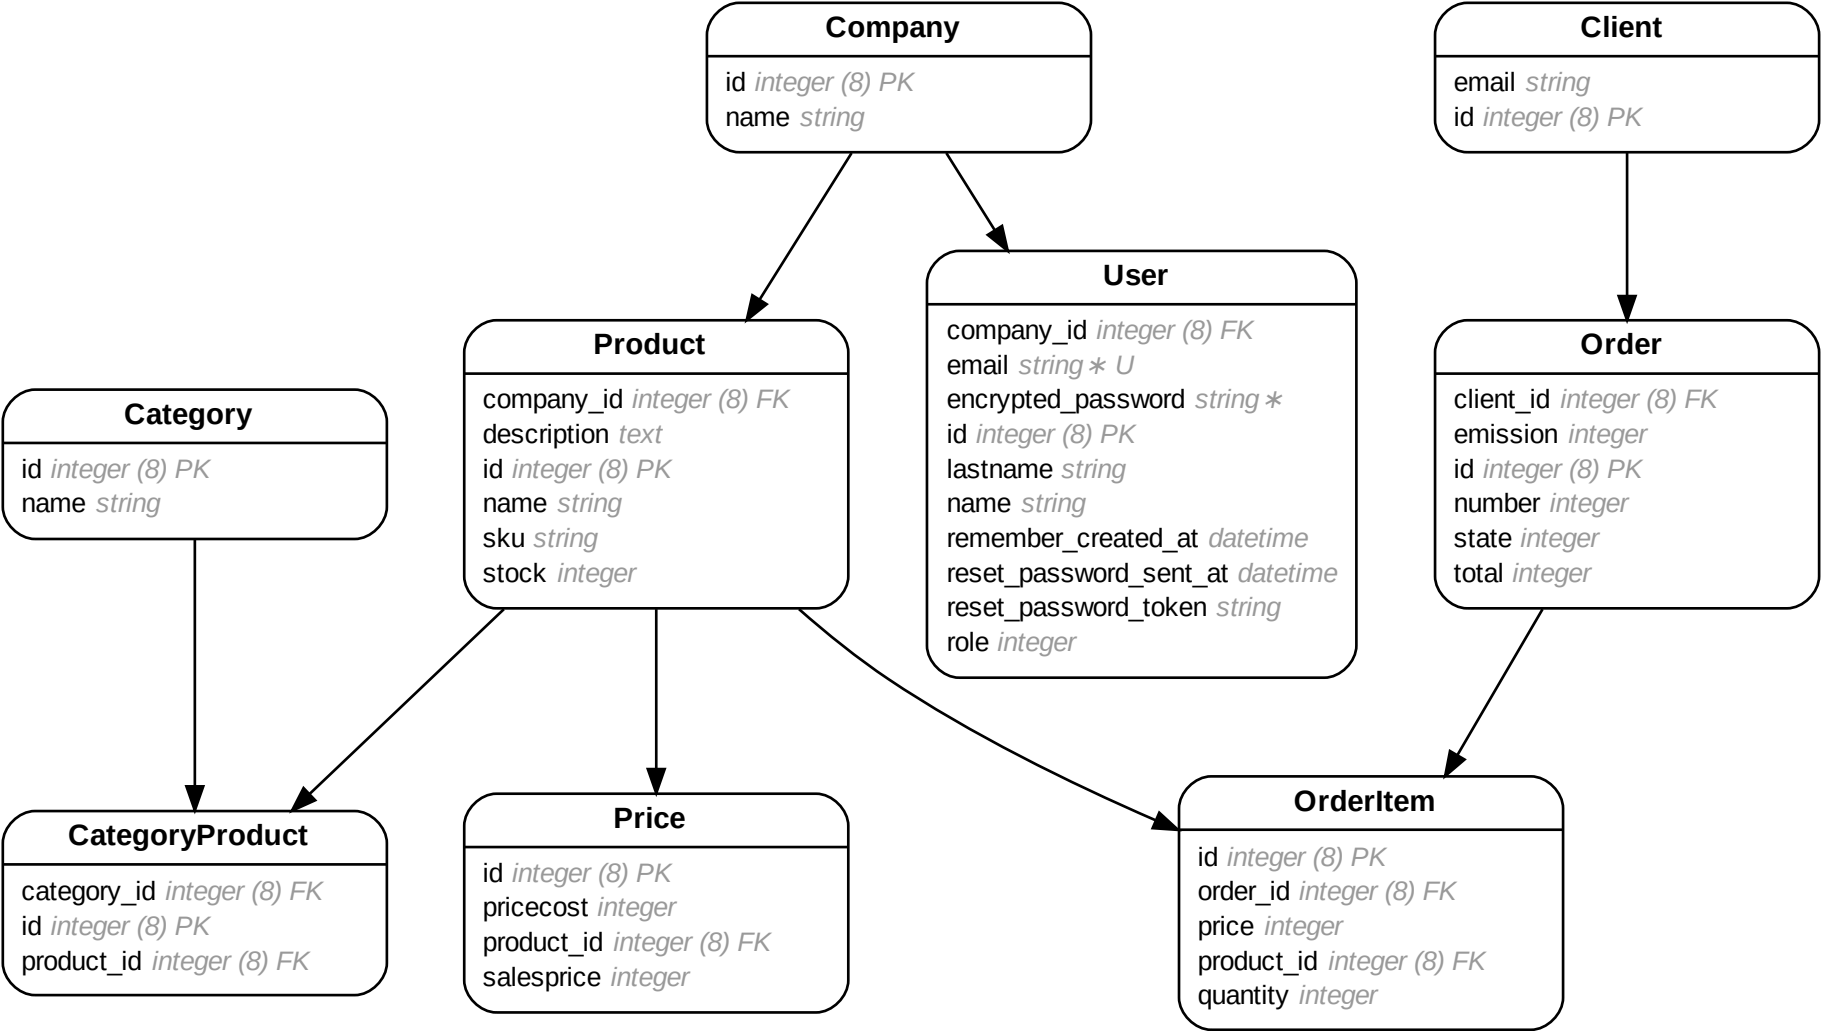 Company
id integer (8) PK
name string
Client
email string
id integer (8) PK
User
company_id integer (8) FK
email string∗ U
encrypted_password string∗
id integer (8) PK
lastname string
name string
remember_created_at datetime
reset_password_sent_at datetime
reset_password_token string
role integer
Product
company_id integer (8) FK
description text
id integer (8) PK
name string
sku string
stock integer
Order
client_id integer (8) FK
emission integer
id integer (8) PK
number integer
state integer
total integer
Category
id integer (8) PK
name string
CategoryProduct
category_id integer (8) FK
id integer (8) PK
product_id integer (8) FK
Price
id integer (8) PK
pricecost integer
product_id integer (8) FK
salesprice integer
OrderItem
id integer (8) PK
order_id integer (8) FK
price integer
product_id integer (8) FK
quantity integer